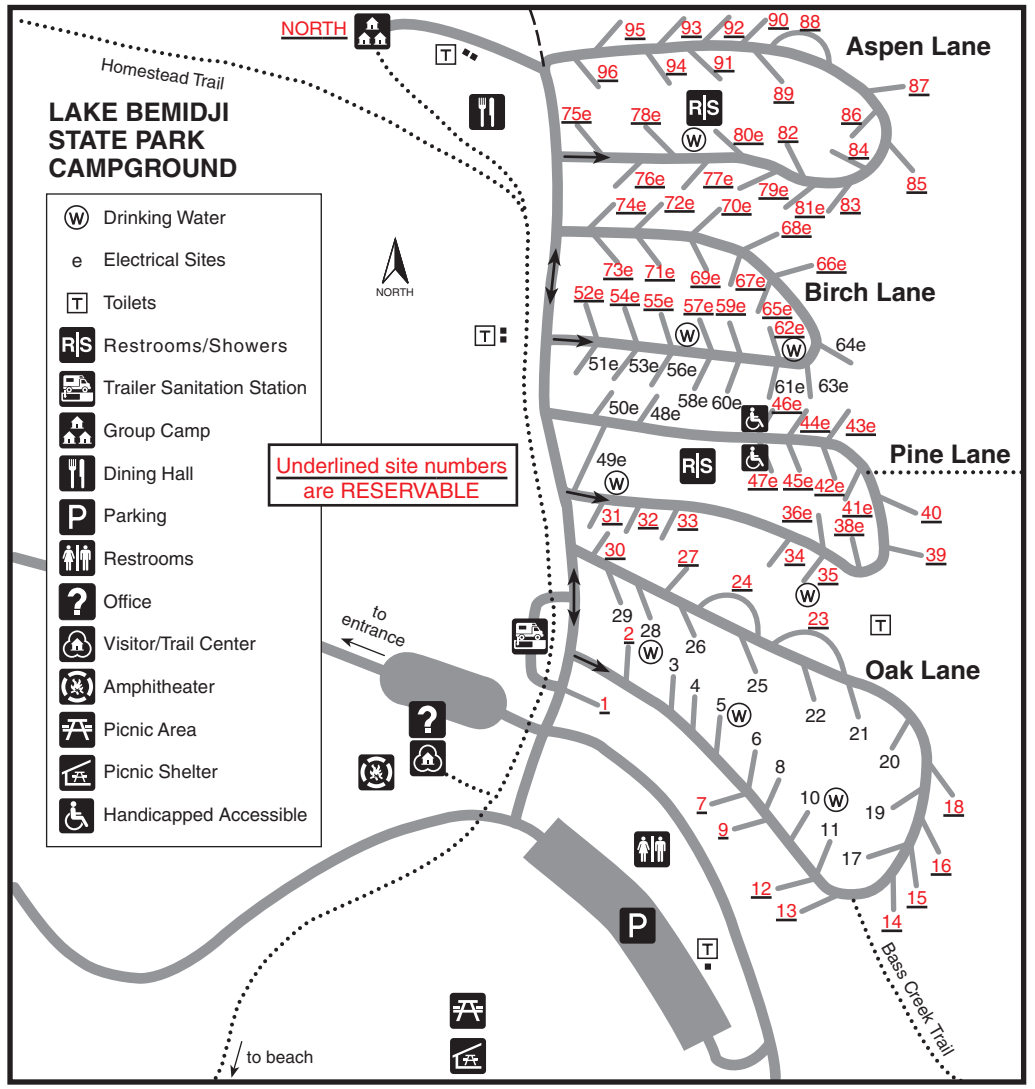 NORTH
T
Homestead Trail
LAKE BEMIDJI
STATE PARK
CAMPGROUND
W Drinking Water
e Electrical Sites
T Toilets
R|S Restrooms/Showers
Trailer Sanitation Station
Group Camp
Dining Hall
P Parking
Restrooms
? Office
Visitor/Trail Center
Amphitheater
Picnic Area
Picnic Shelter
Handicapped Accessible
NORTH
Underlined site numbers
are RESERVABLE
T
to
entrance
?
to beach
P
T
Aspen Lane
95 93 92 90 88
96 94 91 89 87
R|S
W
75e 78e 80e 82 86
84
76e 77e 79e 81e 83 85
Birch Lane
74e 72e 70e 68e
73e 71e 69e 67e 66e
52e 54e 55e 57e 59e 65e
62e
W W
64e
51e 53e 56e 58e 60e 61e 63e
Pine Lane
50e 48e 46e 44e 43e
49e
W
R|S
47e 45e 42e 41e 40
31 32 33 36e 38e
34 35 39
W
T
Oak Lane
30 27 24 23
29 28 26 25 22 21 20
2
W
1
3
4
5
W
6
7
8
9
10
W
11
12
13
14
15
16
17
18
19
Bass Creek Trail